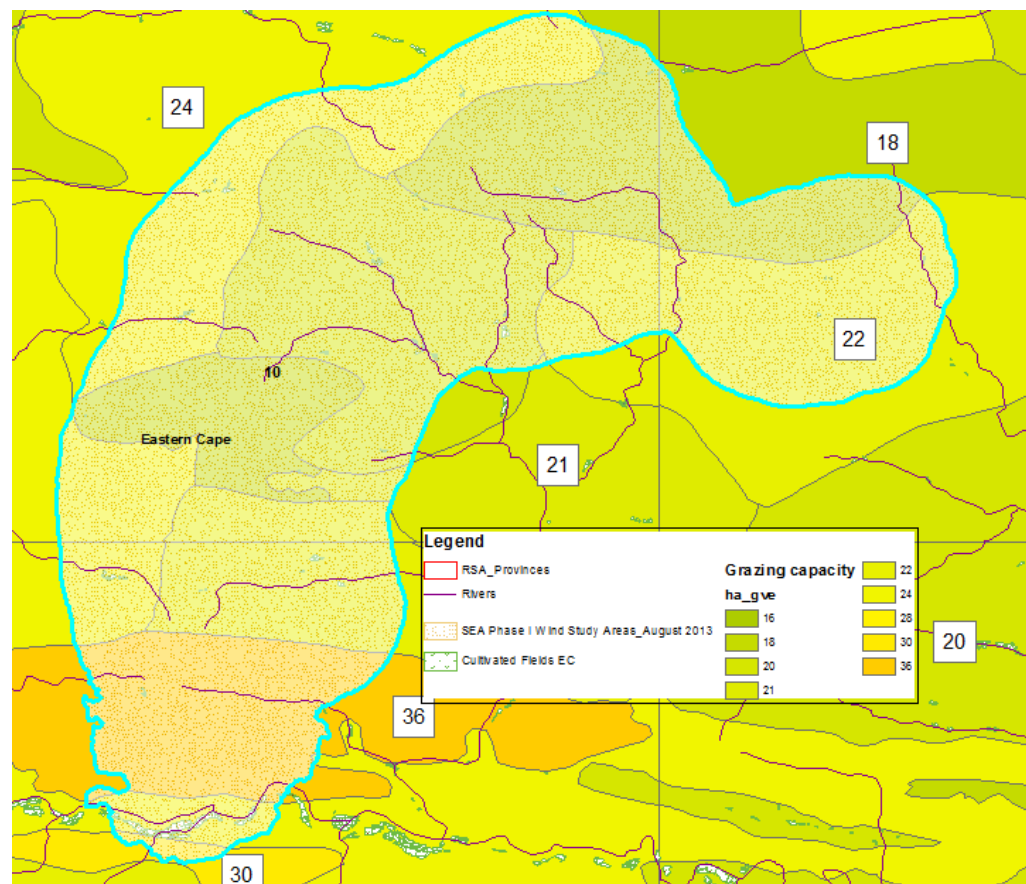 24
18
22
10
Eastern Cape
21
Legend
RSA_Provinces
Rivers
SEA Phase I Wind Study Areas_August 2013
Cultivated Fields EC
Grazing capacity
ha_gve
16
18
20
21
22
24
28
30
36
20
36
30